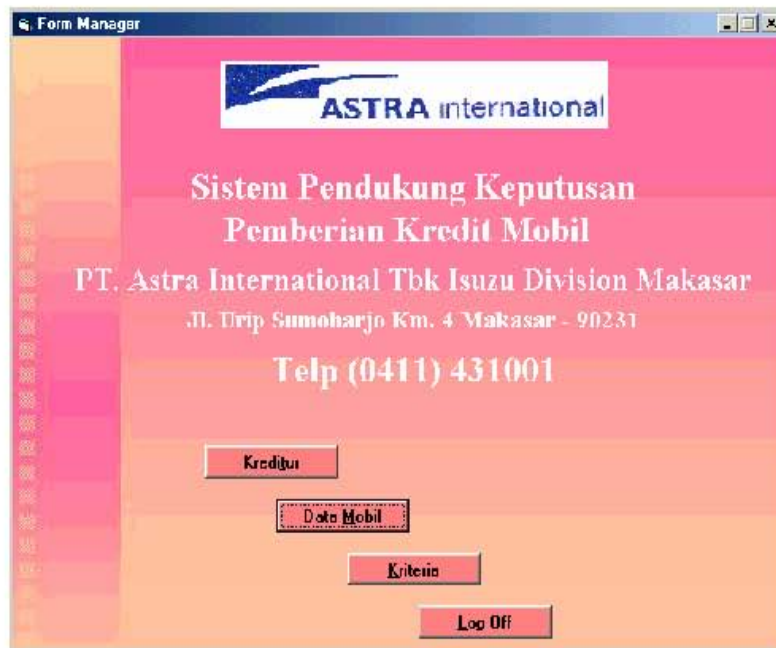 Form Manager
ASTRA international
Sistem Pendukung Keputusan
Pemberian Kredit Mobil
PT. Astra International Tbk Isuzu Division Makasar
Jl. Urip Sumoharjo Km. 4 Makasar - 90231
Telp (0411) 431001
Kreditur
Data Mobil
Kriteria
Log Off